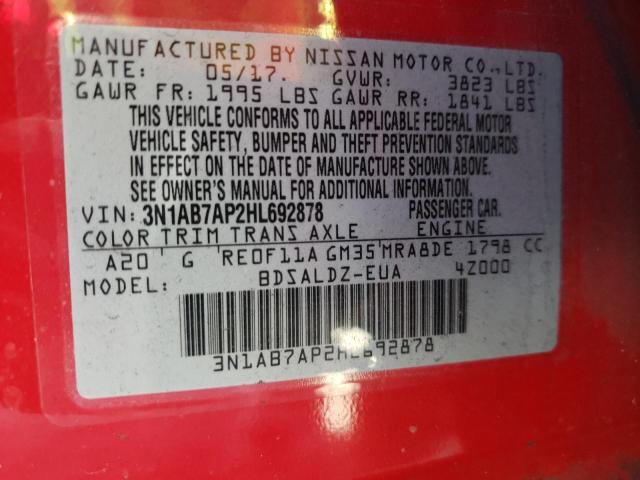 MANUFACTURED BY NISSAN MOTOR CO.,LTD.
DATE: 05/17. GVWR: 3823 LBS
GAWR FR: 1995 LBS GAWR RR: 1841 LBS
THIS VEHICLE CONFORMS TO ALL APPLICABLE FEDERAL MOTOR
VEHICLE SAFETY, BUMPER AND THEFT PREVENTION STANDARDS
IN EFFECT ON THE DATE OF MANUFACTURE SHOWN ABOVE.
SEE OWNER'S MANUAL FOR ADDITIONAL INFORMATION.
VIN: 3N1AB7AP2HL692878 PASSENGER CAR.
COLOR TRIM TRANS AXLE ENGINE
A20 G RE0F11A GM35 MRA8DE 1798 CC
MODEL: BDSALDZ-EUA 4Z000
3N1AB7AP2HL692878